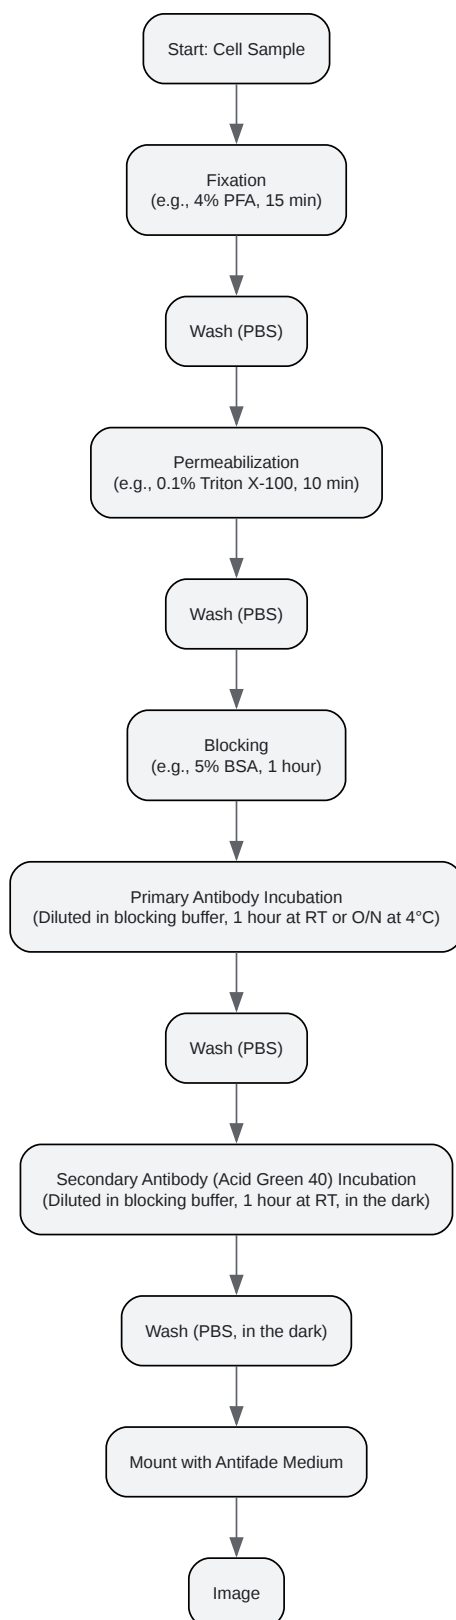 Start: Cell Sample
Fixation
(e.g., 4% PFA, 15 min)
Wash (PBS)
Permeabilization
(e.g., 0.1% Triton X-100, 10 min)
Wash (PBS)
Blocking
(e.g., 5% BSA, 1 hour)
Primary Antibody Incubation
(Diluted in blocking buffer, 1 hour at RT or O/N at 4°C)
Wash (PBS)
Secondary Antibody (Acid Green 40) Incubation
(Diluted in blocking buffer, 1 hour at RT, in the dark)
Wash (PBS, in the dark)
Mount with Antifade Medium
Image